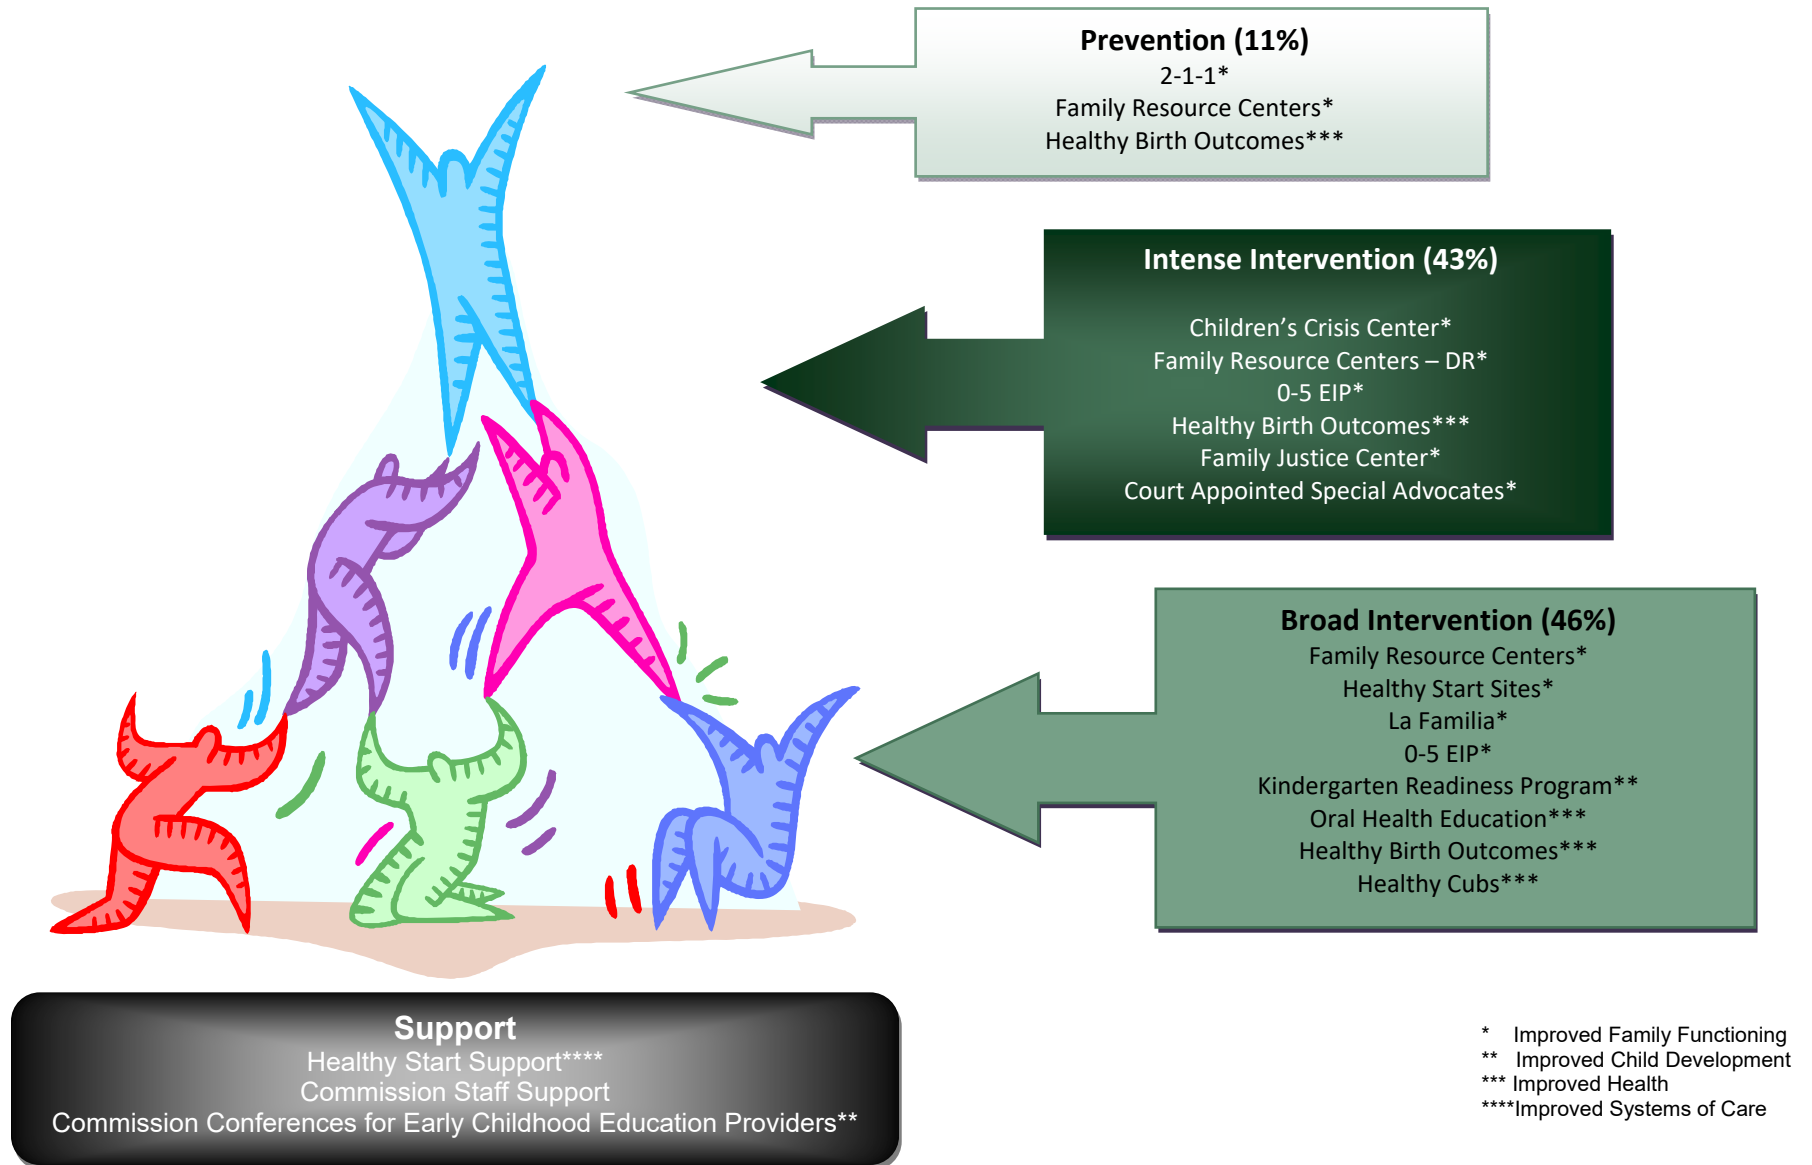 Prevention (11%)
2-1-1*
Family Resource Centers*
Healthy Birth Outcomes***
Intense Intervention (43%)
Children’s Crisis Center*
Family Resource Centers – DR*
0-5 EIP*
Healthy Birth Outcomes***
Family Justice Center*
Court Appointed Special Advocates*
Broad Intervention (46%)
Family Resource Centers*
Healthy Start Sites*
La Familia*
0-5 EIP*
Kindergarten Readiness Program**
Oral Health Education***
Healthy Birth Outcomes***
Healthy Cubs***
Support
Healthy Start Support****
Commission Staff Support
Commission Conferences for Early Childhood Education Providers**
* Improved Family Functioning
** Improved Child Development
*** Improved Health
****Improved Systems of Care